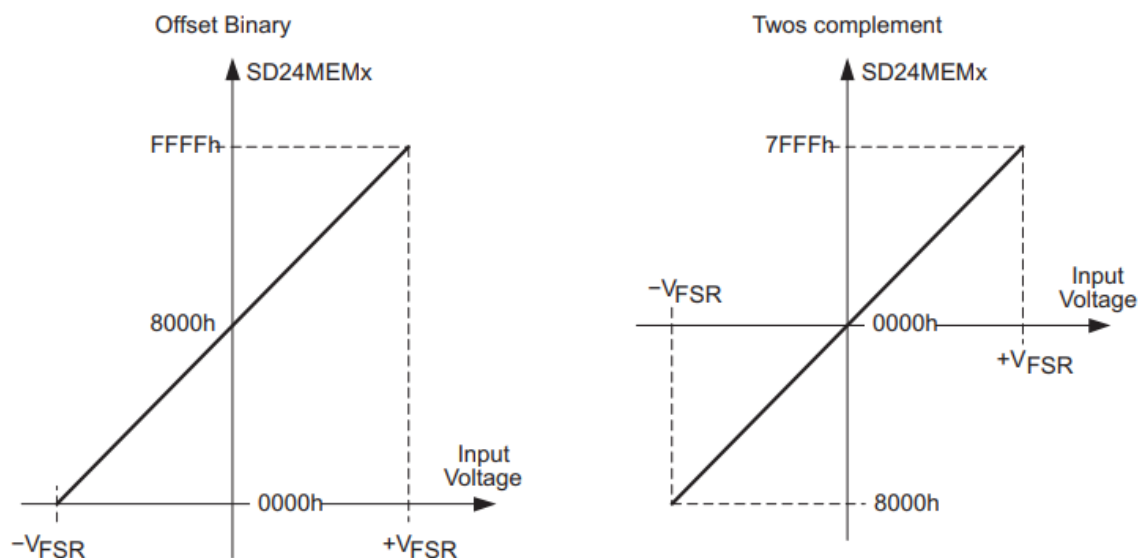 Offset Binary
SD24MEMx
FFFFh
8000h
Input
Voltage
0000h
−VFSR
+VFSR
Twos complement
SD24MEMx
7FFFh
−VFSR
Input
Voltage
0000h
+VFSR
8000h